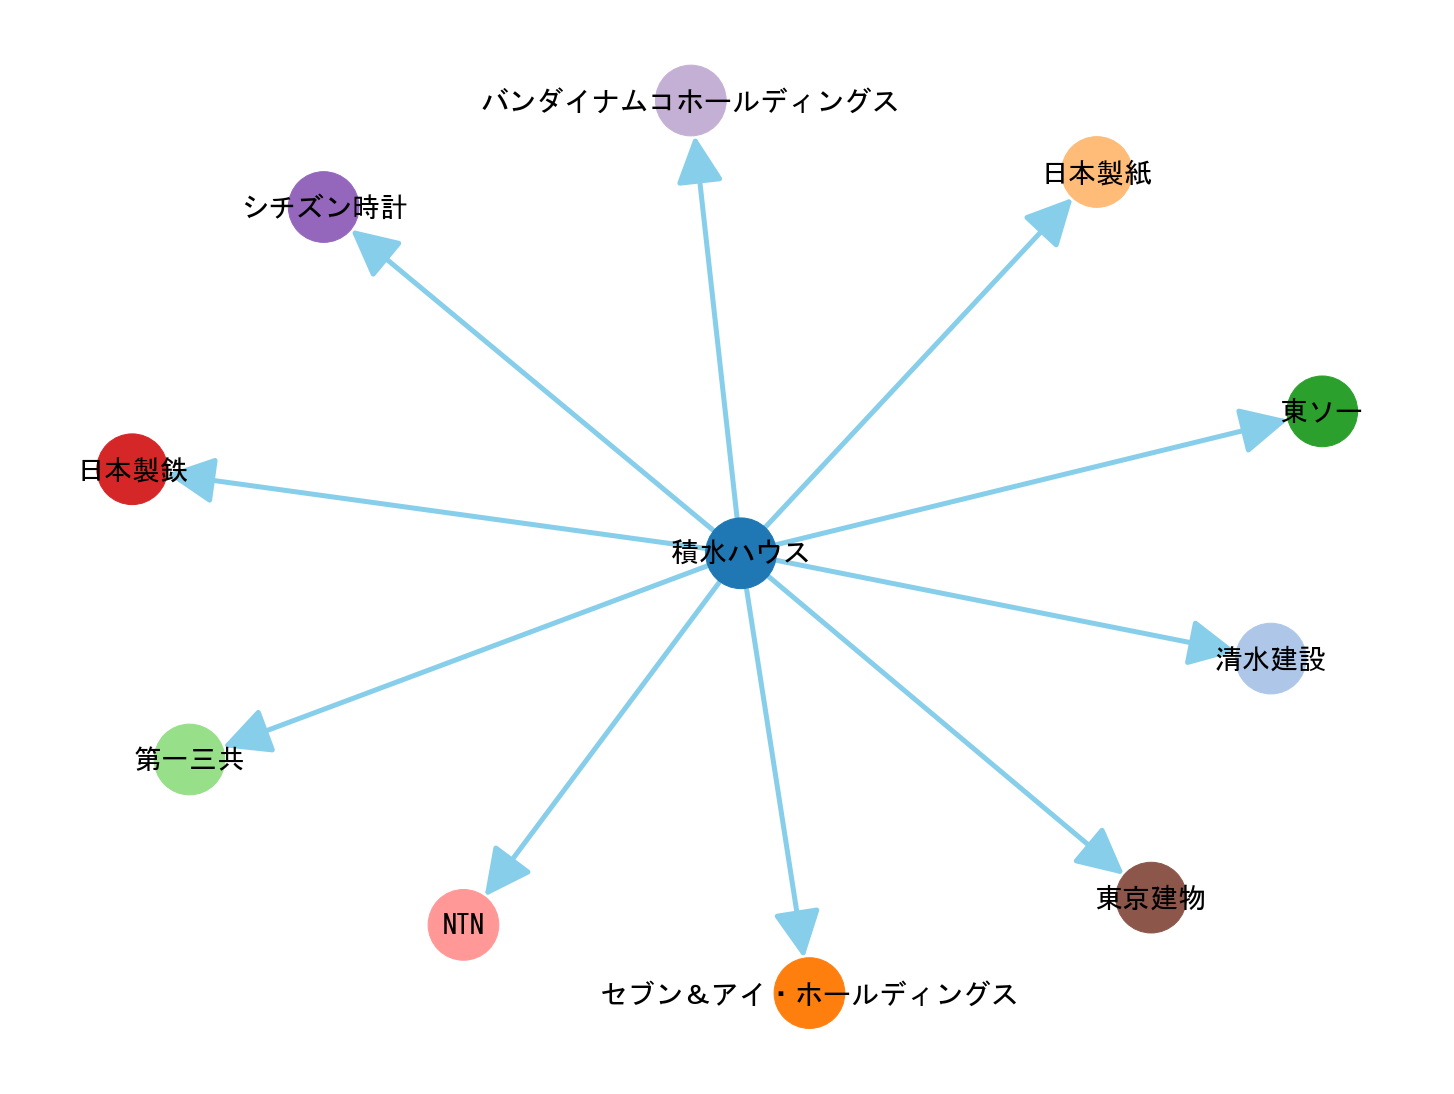 バンダイナムコホールディングス
日本製紙
シチズン時計
東ソー
日本製鉄
積水ハウス
清水建設
第一三共
東京建物
NTN
セブン＆アイ・ホールディングス